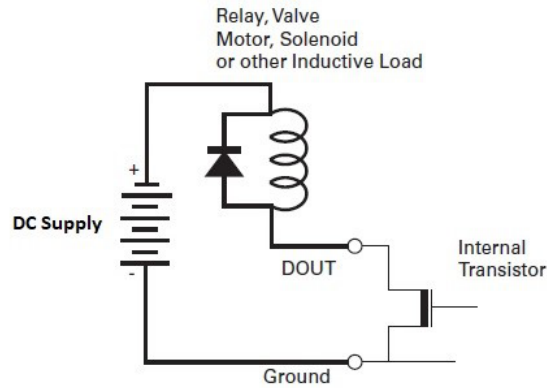 Relay, Valve
Motor, Solenoid
or other Inductive Load
+
DC Supply
-
DOUT
Internal
Transistor
Ground